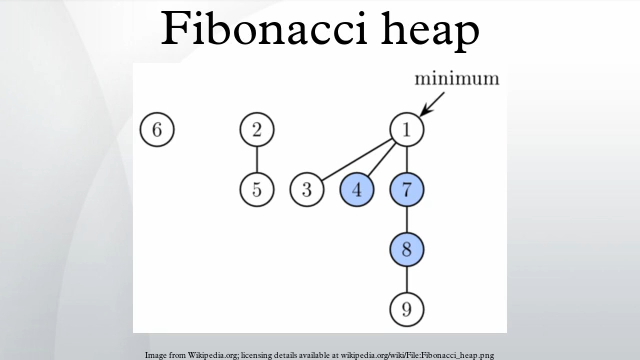 Fibonacci heap
minimum
6 2 1
5 3 4 7
8
9
Image from Wikipedia.org; licensing details available at wikipedia.org/wiki/File:Fibonacci_heap.png